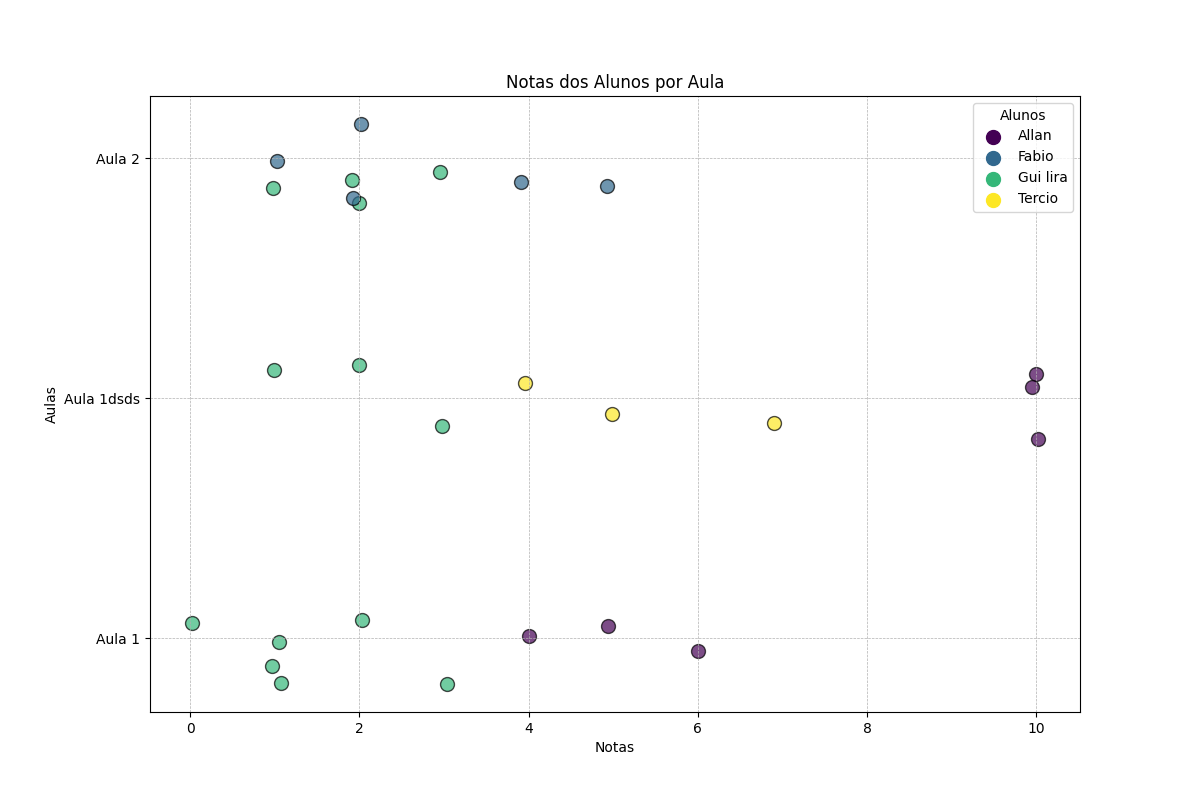 Notas dos Alunos por Aula
Alunos
Allan
Fabio
Gui lira
Tercio
Aula 2
Aula 1dsds
Aula 1
Aulas
0 2 4 6 8 10
Notas